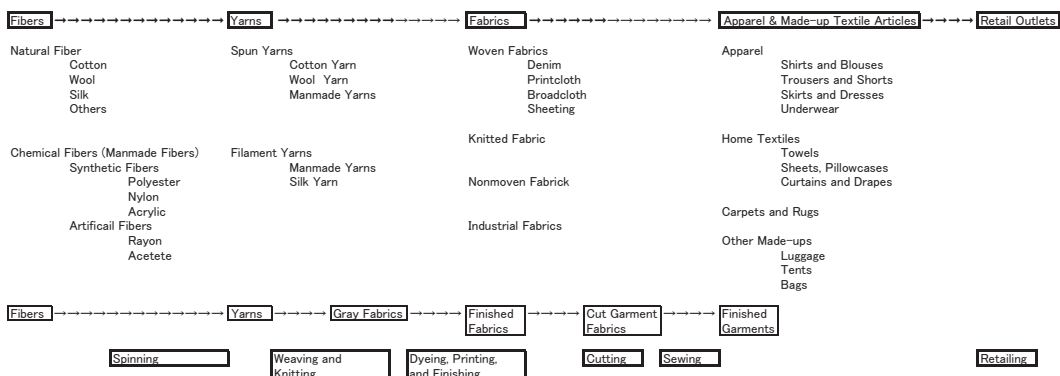 Fibers →→→→→→→→→→→→→→→→ Yarns →→→→→→→→→→→→→→→→ Fabrics →→→→→→→→→→→→→→→→ Apparel & Made-up Textile Articles →→→→ Retail Outlets
Natural Fiber Spun Yarns Woven Fabrics Apparel
Cotton Cotton Yarn Denim Shirts and Blouses
Wool Wool Yarn Printcloth Trousers and Shorts
Silk Manmade Yarns Broadcloth Skirts and Dresses
Others Sheeting Underwear
Knitted Fabric Home Textiles
Chemical Fibers (Manmade Fibers) Filament Yarns Towels
Synthetic Fibers Manmade Yarns Sheets, Pillowcases
Polyester Silk Yarn Nonmoven Fabrick Curtains and Drapes
Nylon
Acrylic Carpets and Rugs
Artificail Fibers Industrial Fabrics
Rayon Other Made-ups
Acetete Luggage
Tents
Bags
Fibers →→→→→→→→→→→→→→→→ Yarns →→→→ Gray Fabrics →→→→ Finished →→→→ Cut Garment →→→→ Finished
Fabrics Fabrics Garments
Spinning Weaving and Dyeing, Printing, Cutting Sewing Retailing
Knitting and Finishing